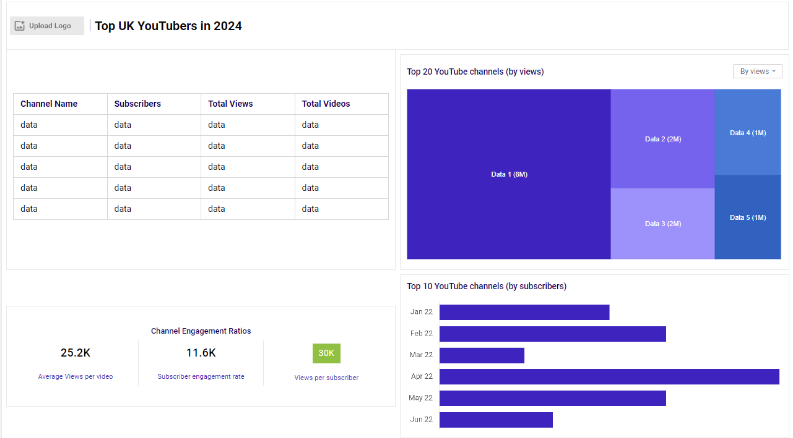 Upload Logo
Top UK YouTubers in 2024
Channel Name Subscribers Total Views Total Videos
data data data data
data data data data
data data data data
data data data data
data data data data
Top 20 YouTube channels (by views)
By views
Data 1 (6M)
Data 2 (2M)
Data 3 (2M)
Data 4 (1M)
Data 5 (1M)
Channel Engagement Ratios
25.2K 11.6K 30K
Average Views per video Subscriber engagement rate Views per subscriber
Top 10 YouTube channels (by subscribers)
Jan 22
Feb 22
Mar 22
Apr 22
May 22
Jun 22